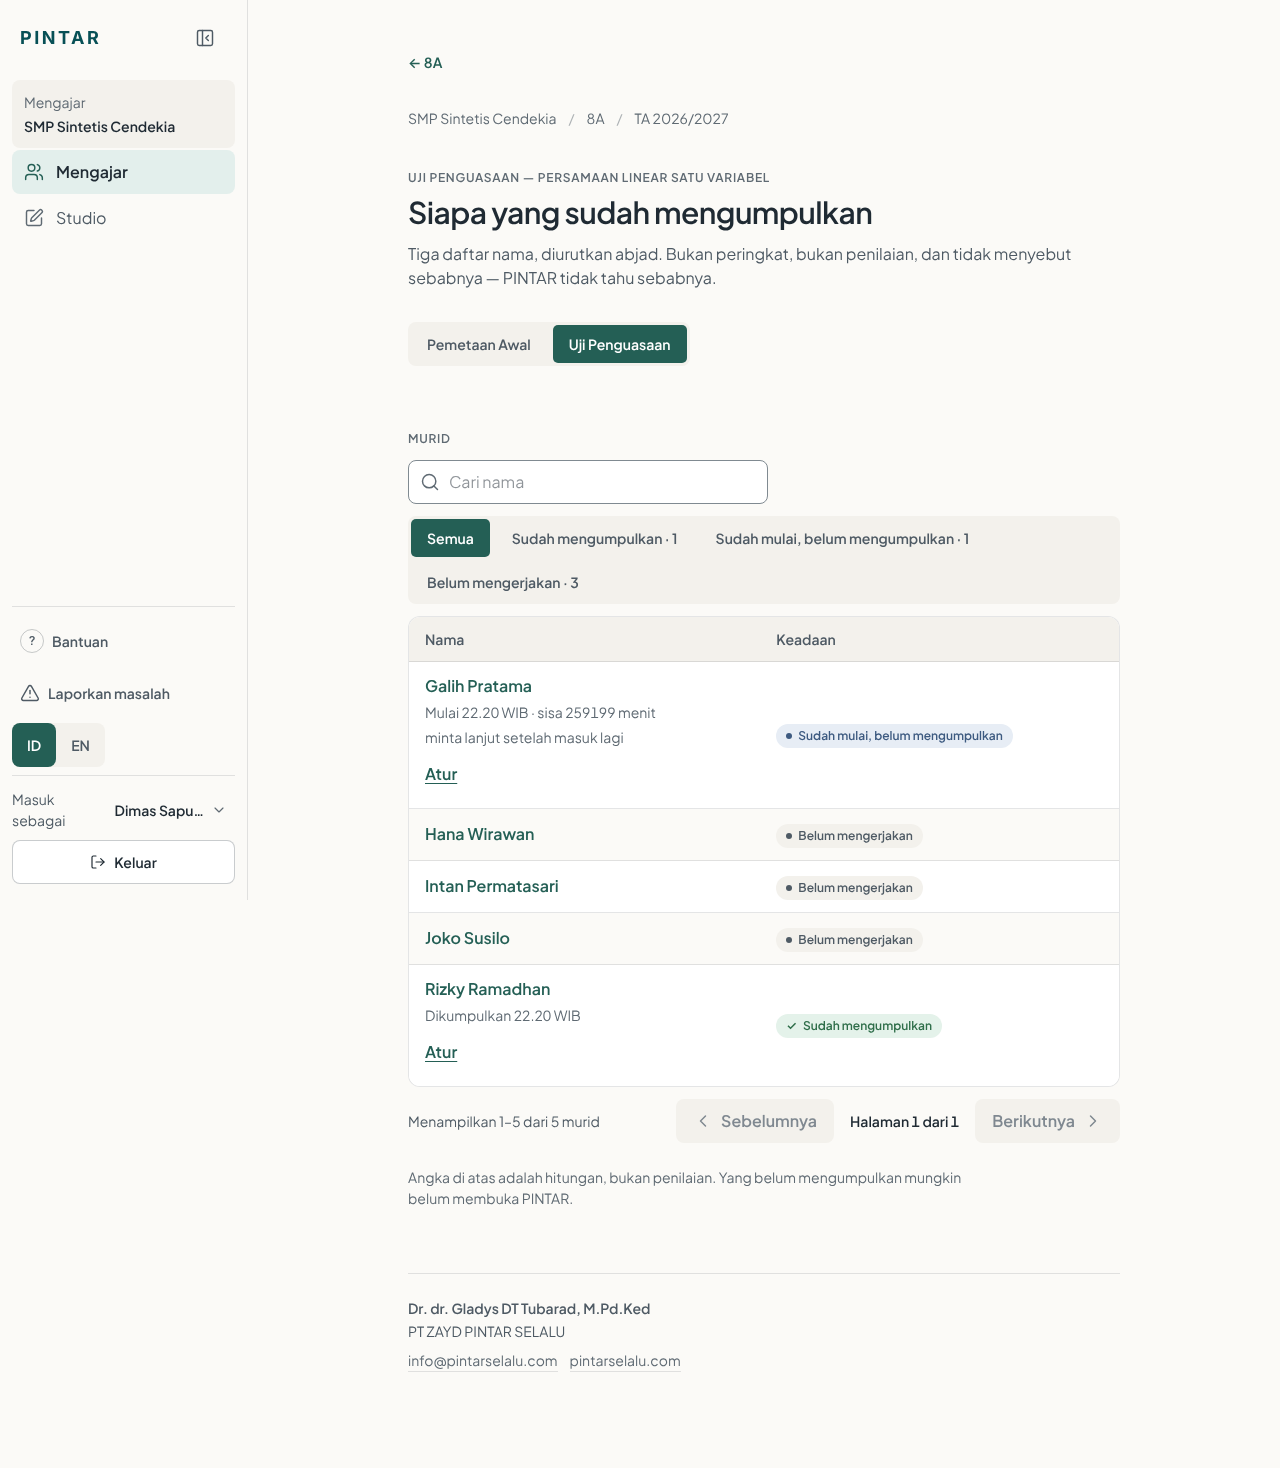 PINTAR
Mengajar
SMP Sintetis Cendekia
Mengajar
Studio
? Bantuan
Laporkan masalah
ID EN
Masuk sebagai
Dimas Sapu…
Keluar
← 8A
SMP Sintetis Cendekia / 8A / TA 2026/2027
UJI PENGUASAAN — PERSAMAAN LINEAR SATU VARIABEL
Siapa yang sudah mengumpulkan
Tiga daftar nama, diurutkan abjad. Bukan peringkat, bukan penilaian, dan tidak menyebut
sebabnya — PINTAR tidak tahu sebabnya.
Pemetaan Awal Uji Penguasaan
MURID
Cari nama
Semua Sudah mengumpulkan · 1 Sudah mulai, belum mengumpulkan · 1
Belum mengerjakan · 3
Nama Keadaan
Galih Pratama
Mulai 22.20 WIB · sisa 259199 menit
minta lanjut setelah masuk lagi
Sudah mulai, belum mengumpulkan
Atur
Hana Wirawan Belum mengerjakan
Intan Permatasari Belum mengerjakan
Joko Susilo Belum mengerjakan
Rizky Ramadhan
Dikumpulkan 22.20 WIB
Sudah mengumpulkan
Atur
Menampilkan 1–5 dari 5 murid Sebelumnya Halaman 1 dari 1 Berikutnya
Angka di atas adalah hitungan, bukan penilaian. Yang belum mengumpulkan mungkin
belum membuka PINTAR.
Dr. dr. Gladys DT Tubarad, M.Pd.Ked
PT ZAYD PINTAR SELALU
info@pintarselalu.com pintarselalu.com